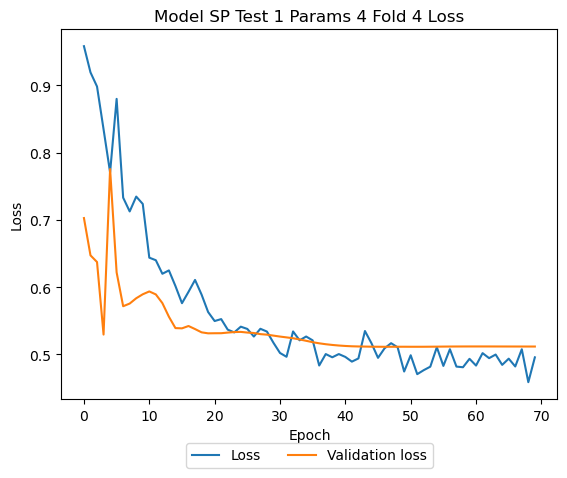 Model SP Test 1 Params 4 Fold 4 Loss
0.9
0.8
0.7
0.6
0.5
Loss
0 10 20 30 40 50 60 70
Epoch
Loss Validation loss